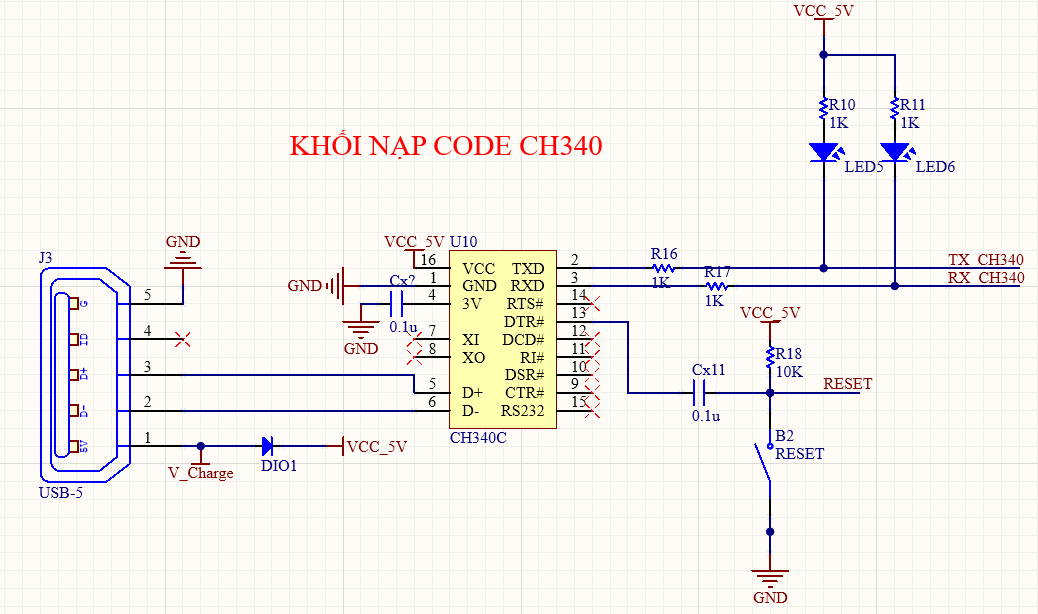 VCC_5V
R10
1K
R11
1K
LED5
LED6
KHỐI NẠP CODE CH340
J3
GND
5
4
3
2
1
G
ID
D+
D-
5V
USB-5
V_Charge
DIO1
VCC_5V
VCC_5V
U10
GND
Cx?
0.1u
GND
16
1
4
7
8
5
6
VCC
GND
3V
XI
XO
D+
D-
TXD
RXD
RTS#
DTR#
DCD#
RI#
DSR#
CTR#
RS232
2
3
14
13
12
11
10
9
15
CH340C
R16
1K
R17
1K
TX_CH340
RX_CH340
VCC_5V
R18
10K
Cx11
0.1u
RESET
B2
RESET
GND